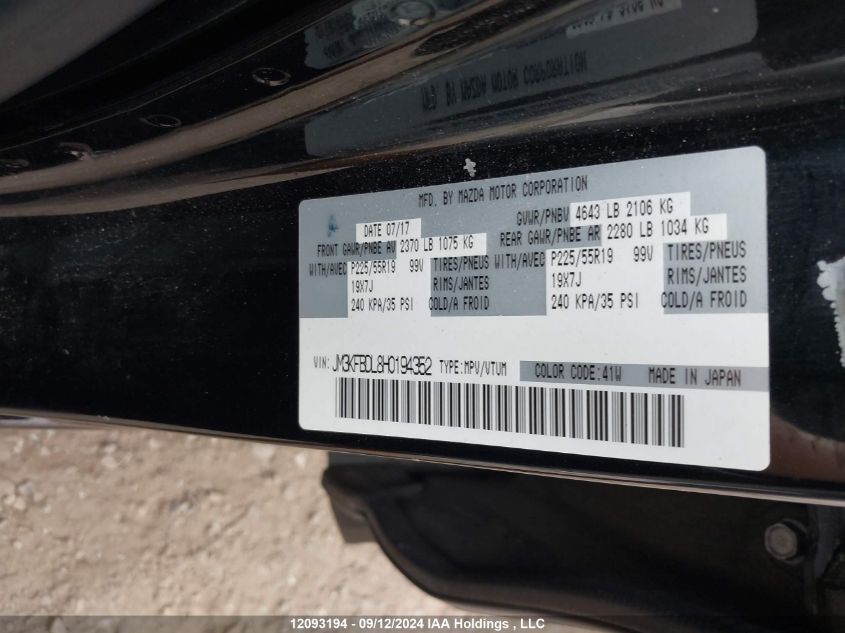 MFD. BY MAZDA MOTOR CORPORATION
DATE 07/17 GVWR/PNBV 4643 LB 2106 KG
FRONT GAWR/PNBE AV 2370 LB 1075 KG REAR GAWR/PNBE AR 2280 LB 1034 KG
WITH/AVEC P225/55R19 99V TIRES/PNEUS WITH/AVEC P225/55R19 99V TIRES/PNEUS
19X7J RIMS/JANTES 19X7J RIMS/JANTES
240 KPA/35 PSI COLD/A FROID 240 KPA/35 PSI COLD/A FROID
VIN: JM3KFBDL8H0194352 TYPE:MPV/VTUM COLOR CODE:41W MADE IN JAPAN
12093194 - 09/12/2024 IAA Holdings , LLC